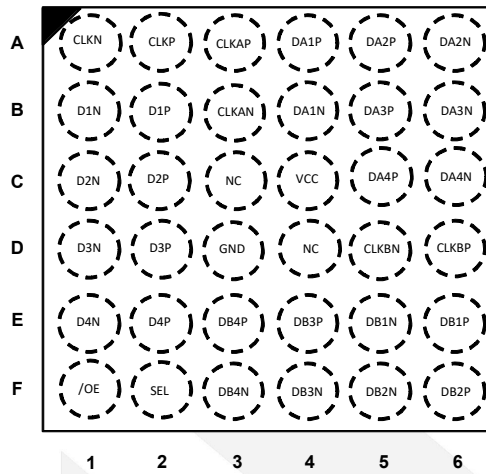 A CLKN CLKP CLKAP DA1P DA2P DA2N
B D1N D1P CLKAN DA1N DA3P DA3N
C D2N D2P NC VCC DA4P DA4N
D D3N D3P GND NC CLKBN CLKBP
E D4N D4P DB4P DB3P DB1N DB1P
F /OE SEL DB4N DB3N DB2N DB2P
1 2 3 4 5 6